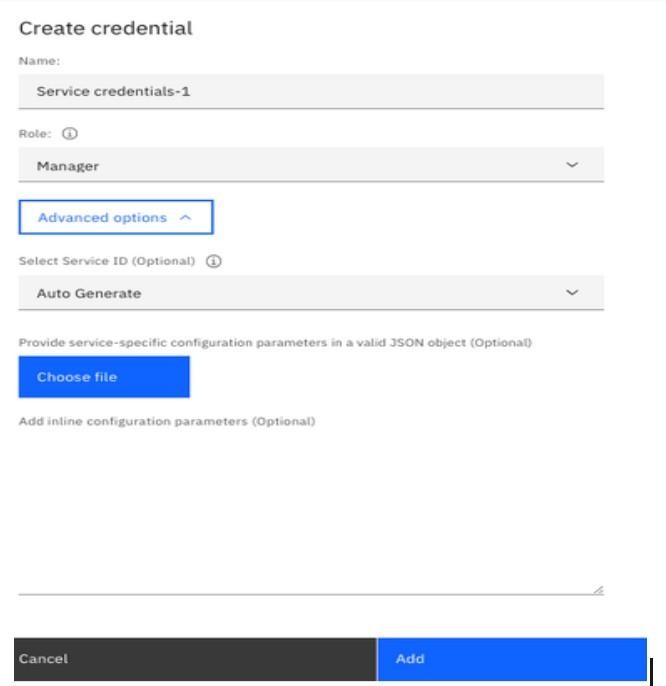 Create credential
Name:
Service credentials-1
Role:
Manager
Advanced options
Select Service ID (Optional)
Auto Generate
Provide service-specific configuration parameters in a valid JSON object (Optional)
Choose file
Add inline configuration parameters (Optional)
Cancel
Add